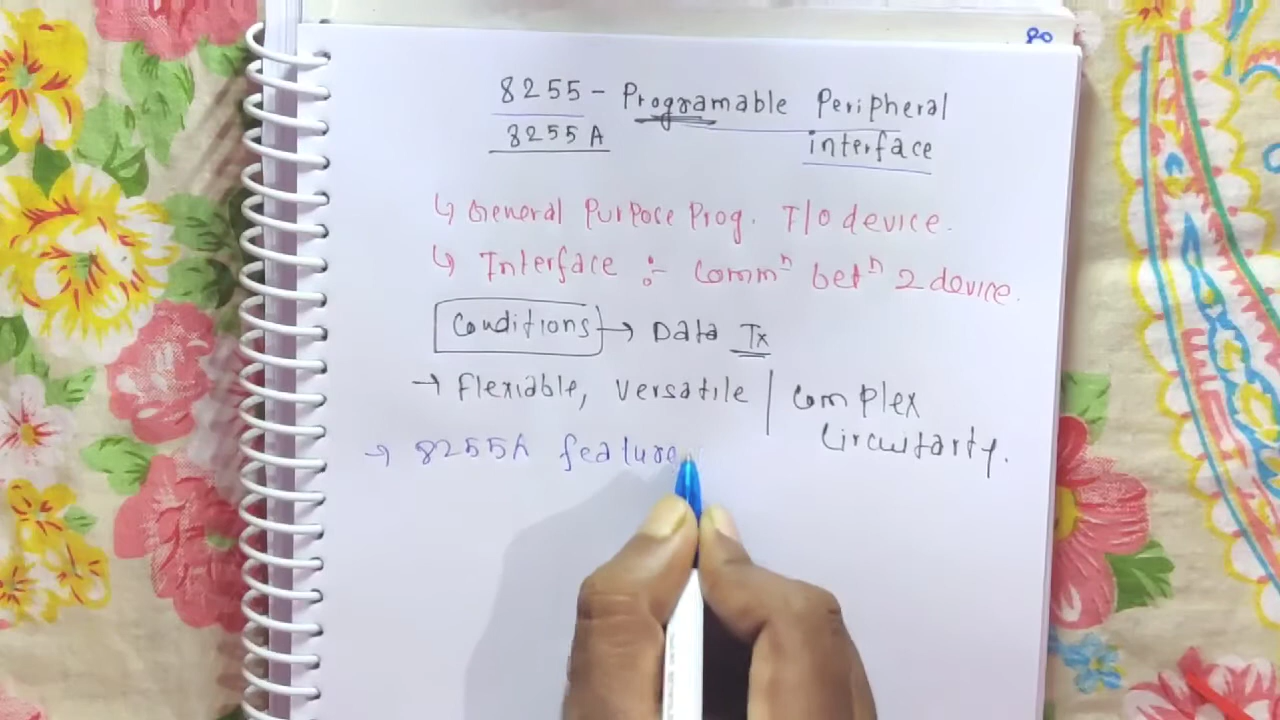 80
8255 - Programable Peripheral
8255A interface
↳ General Purpose Prog. I/O device.
↳ Interface :- commⁿ betⁿ 2 device.
Conditions → Data Tx
→ Flexiable, Versatile | complex
Circuitarty.
→ 8255A feature